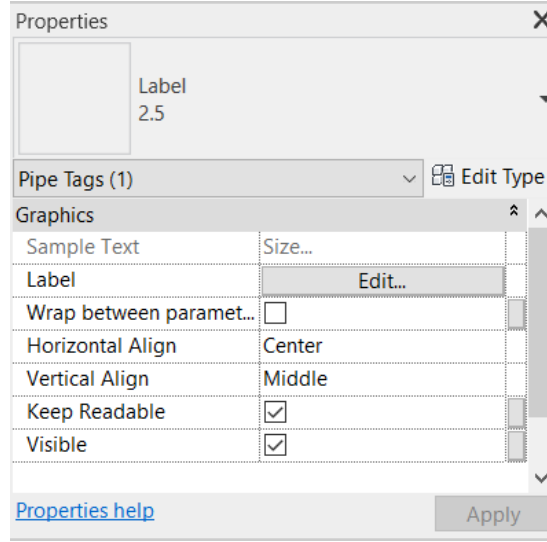 Properties
Label
2.5
Pipe Tags (1)
Edit Type
Graphics
Sample Text Size...
Label Edit...
Wrap between paramet...
Horizontal Align Center
Vertical Align Middle
Keep Readable
Visible
Properties help
Apply